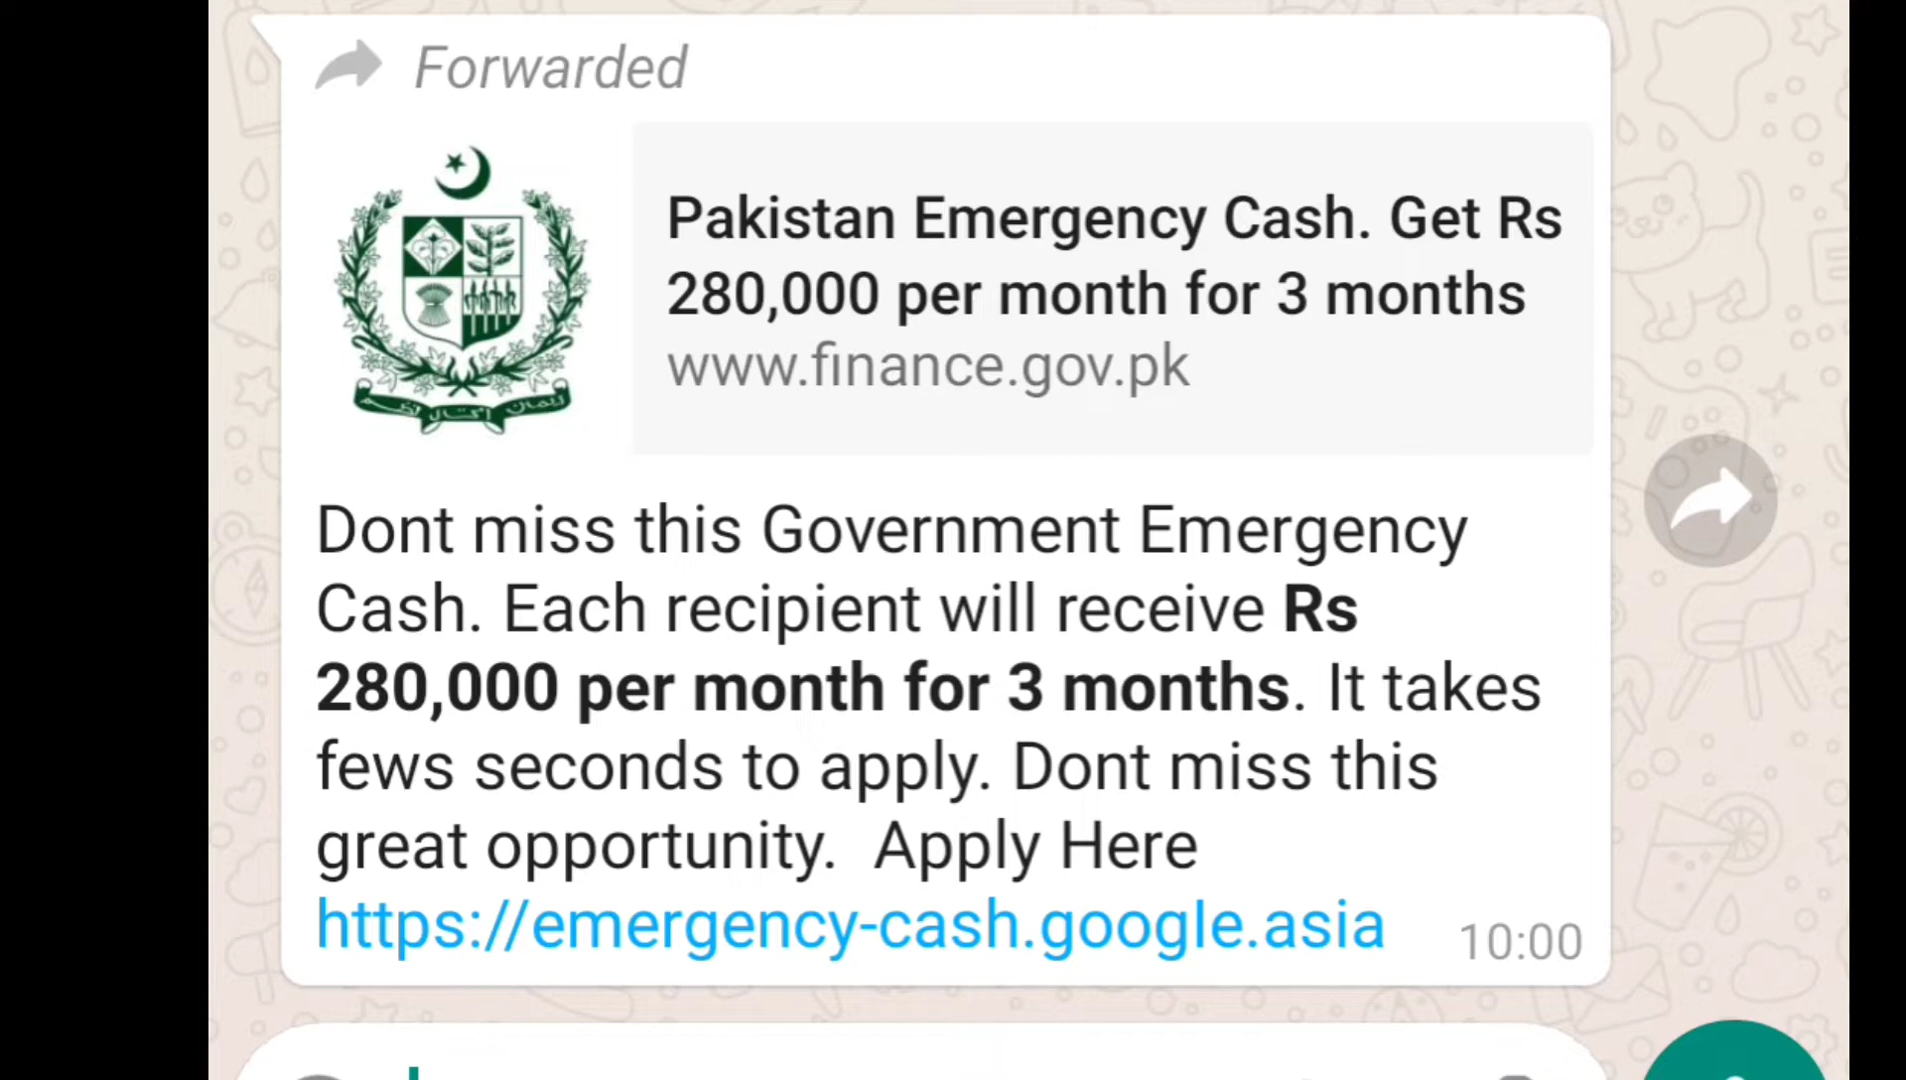 Forwarded
Pakistan Emergency Cash. Get Rs
280,000 per month for 3 months
www.finance.gov.pk
Dont miss this Government Emergency
Cash. Each recipient will receive Rs
280,000 per month for 3 months. It takes
fews seconds to apply. Dont miss this
great opportunity.  Apply Here
https://emergency-cash.google.asia
10:00